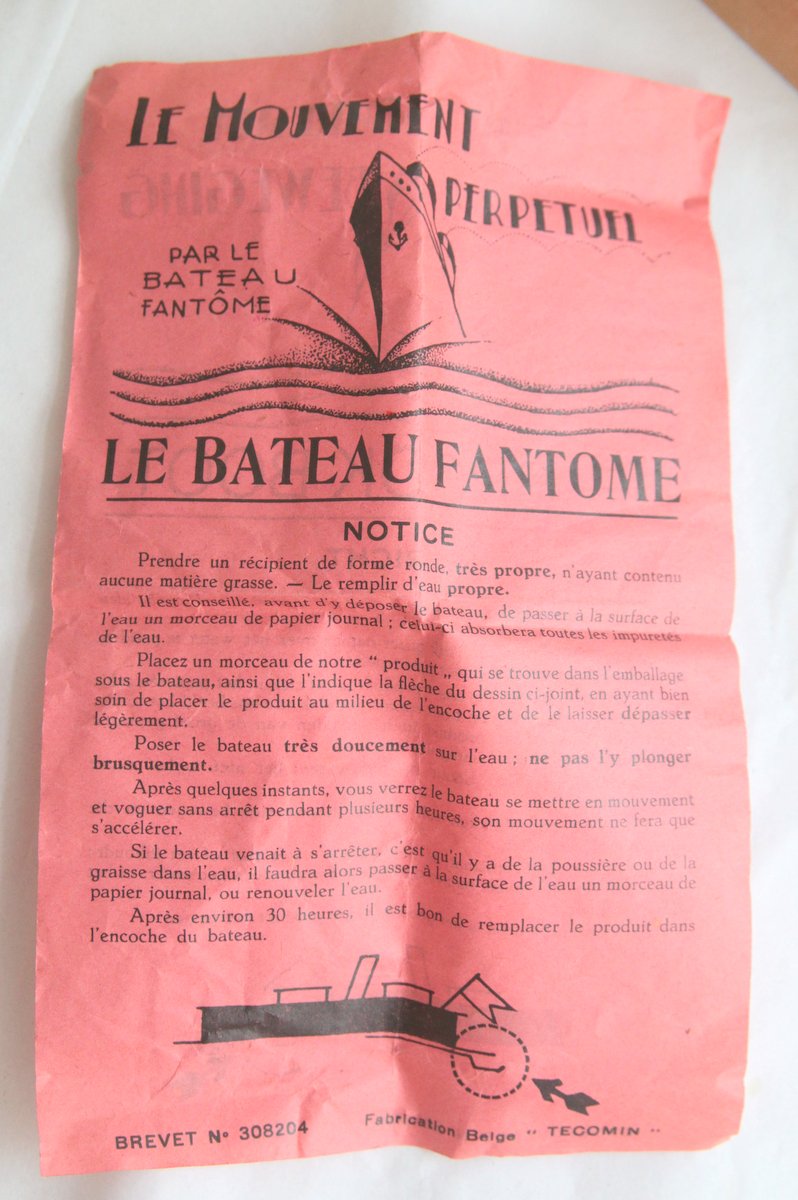 LE MOUVEMENT
PERPETUEL
PAR LE
BATEAU
FANTÔME
LE BATEAU FANTOME
NOTICE
Prendre un récipient de forme ronde, très propre, n'ayant contenu
aucune matière grasse. — Le remplir d'eau propre.
Il est conseillé, avant d'y déposer le bateau, de passer à la surface de
l'eau un morceau de papier journal ; celui-ci absorbera toutes les impuretés
de l'eau.
Placez un morceau de notre “ produit „ qui se trouve dans l'emballage
sous le bateau, ainsi que l'indique la flèche du dessin ci-joint, en ayant bien
soin de placer le produit au milieu de l'encoche et de le laisser dépasser
légèrement.
Poser le bateau très doucement sur l'eau ; ne pas l'y plonger
brusquement.
Après quelques instants, vous verrez le bateau se mettre en mouvement
et voguer sans arrêt pendant plusieurs heures, son mouvement ne fera que
s'accélérer.
Si le bateau venait à s'arrêter, c'est qu'il y a de la poussière ou de la
graisse dans l'eau, il faudra alors passer à la surface de l'eau un morceau de
papier journal, ou renouveler l'eau.
Après environ 30 heures, il est bon de remplacer le produit dans
l'encoche du bateau.
BREVET N° 308204 Fabrication Belge “ TECOMIN „